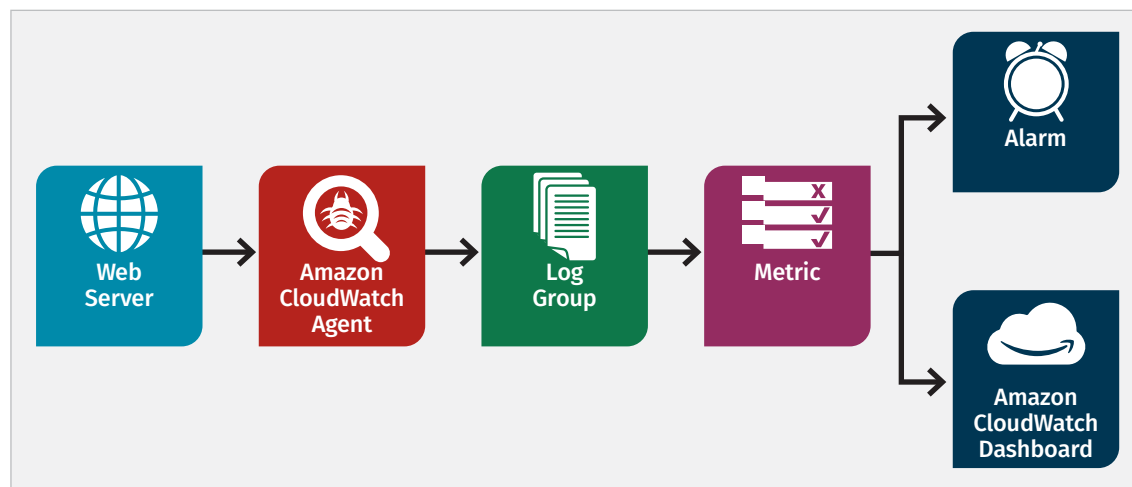 Web
Server
Amazon
CloudWatch
Agent
Log
Group
Metric
Alarm
Amazon
CloudWatch
Dashboard